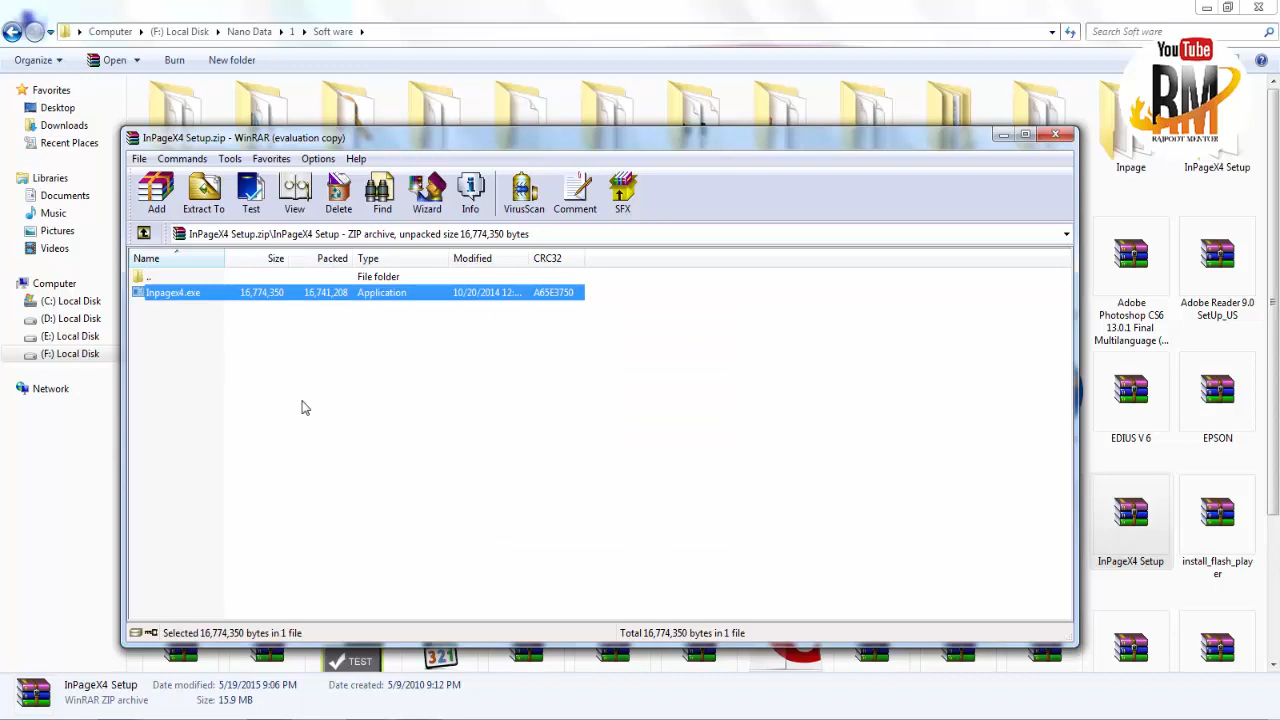 Computer ▸ (F:) Local Disk ▸ Nano Data ▸ 1 ▸ Soft ware ▸
Search Soft ware
Organize
Open
Burn
New folder
YouTube
RM
RAJPOOT MENTOR
Favorites
Desktop
Downloads
Recent Places
Libraries
Documents
Music
Pictures
Videos
Computer
(C:) Local Disk
(D:) Local Disk
(E:) Local Disk
(F:) Local Disk
Network
InPageX4 Setup.zip - WinRAR (evaluation copy)
File Commands Tools Favorites Options Help
Add Extract To Test View Delete Find Wizard Info VirusScan Comment SFX
InPageX4 Setup.zip\InPageX4 Setup - ZIP archive, unpacked size 16,774,350 bytes
Name Size Packed Type Modified CRC32
.. File folder
Inpagex4.exe 16,774,350 16,741,208 Application 10/20/2014 12:... A65E3750
Selected 16,774,350 bytes in 1 file
Total 16,774,350 bytes in 1 file
Inpage
InPageX4 Setup
Adobe
Photoshop CS6
13.0.1 Final
Multilanguage (...
Adobe Reader 9.0
SetUp_US
EDIUS V 6
EPSON
InPageX4 Setup
install_flash_play
er
TEST
321
InPageX4 Setup Date modified: 5/19/2015 9:06 PM Date created: 5/9/2010 9:12 PM
WinRAR ZIP archive Size: 15.9 MB